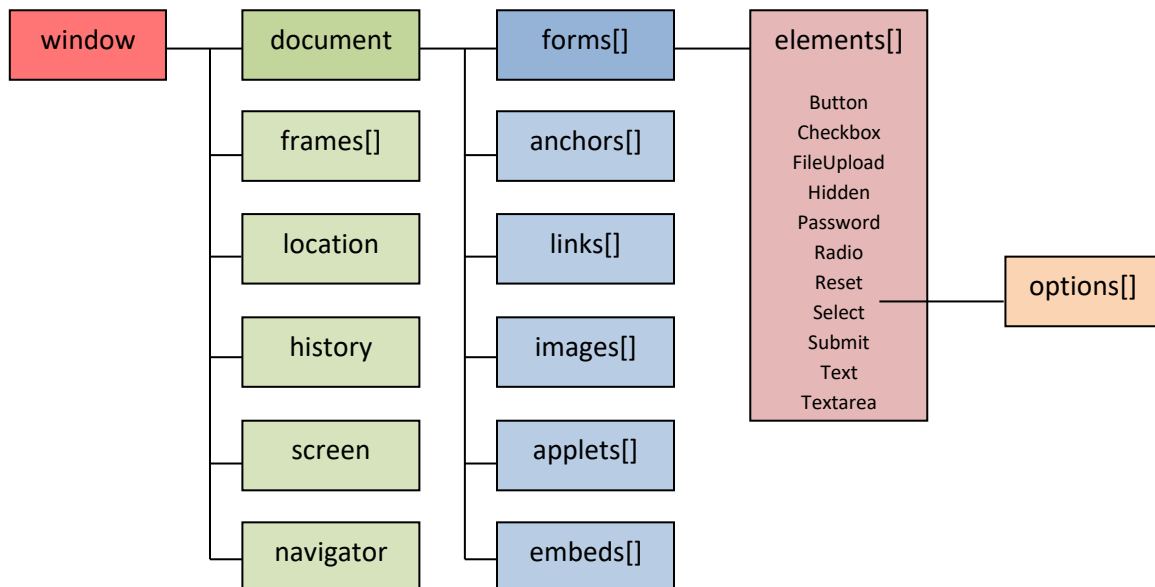 window
document
forms[]
elements[]
frames[]
anchors[]
location
links[]
history
images[]
screen
applets[]
navigator
embeds[]
Button
Checkbox
FileUpload
Hidden
Password
Radio
Reset
Select
Submit
Text
Textarea
options[]